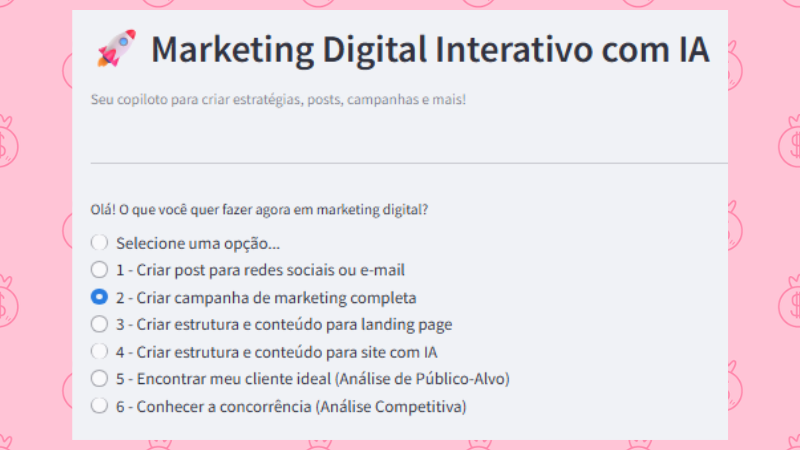 Marketing Digital Interativo com IA
Seu copiloto para criar estratégias, posts, campanhas e mais!
Olá! O que você quer fazer agora em marketing digital?
Selecione uma opção...
1 - Criar post para redes sociais ou e-mail
2 - Criar campanha de marketing completa
3 - Criar estrutura e conteúdo para landing page
4 - Criar estrutura e conteúdo para site com IA
5 - Encontrar meu cliente ideal (Análise de Público-Alvo)
6 - Conhecer a concorrência (Análise Competitiva)